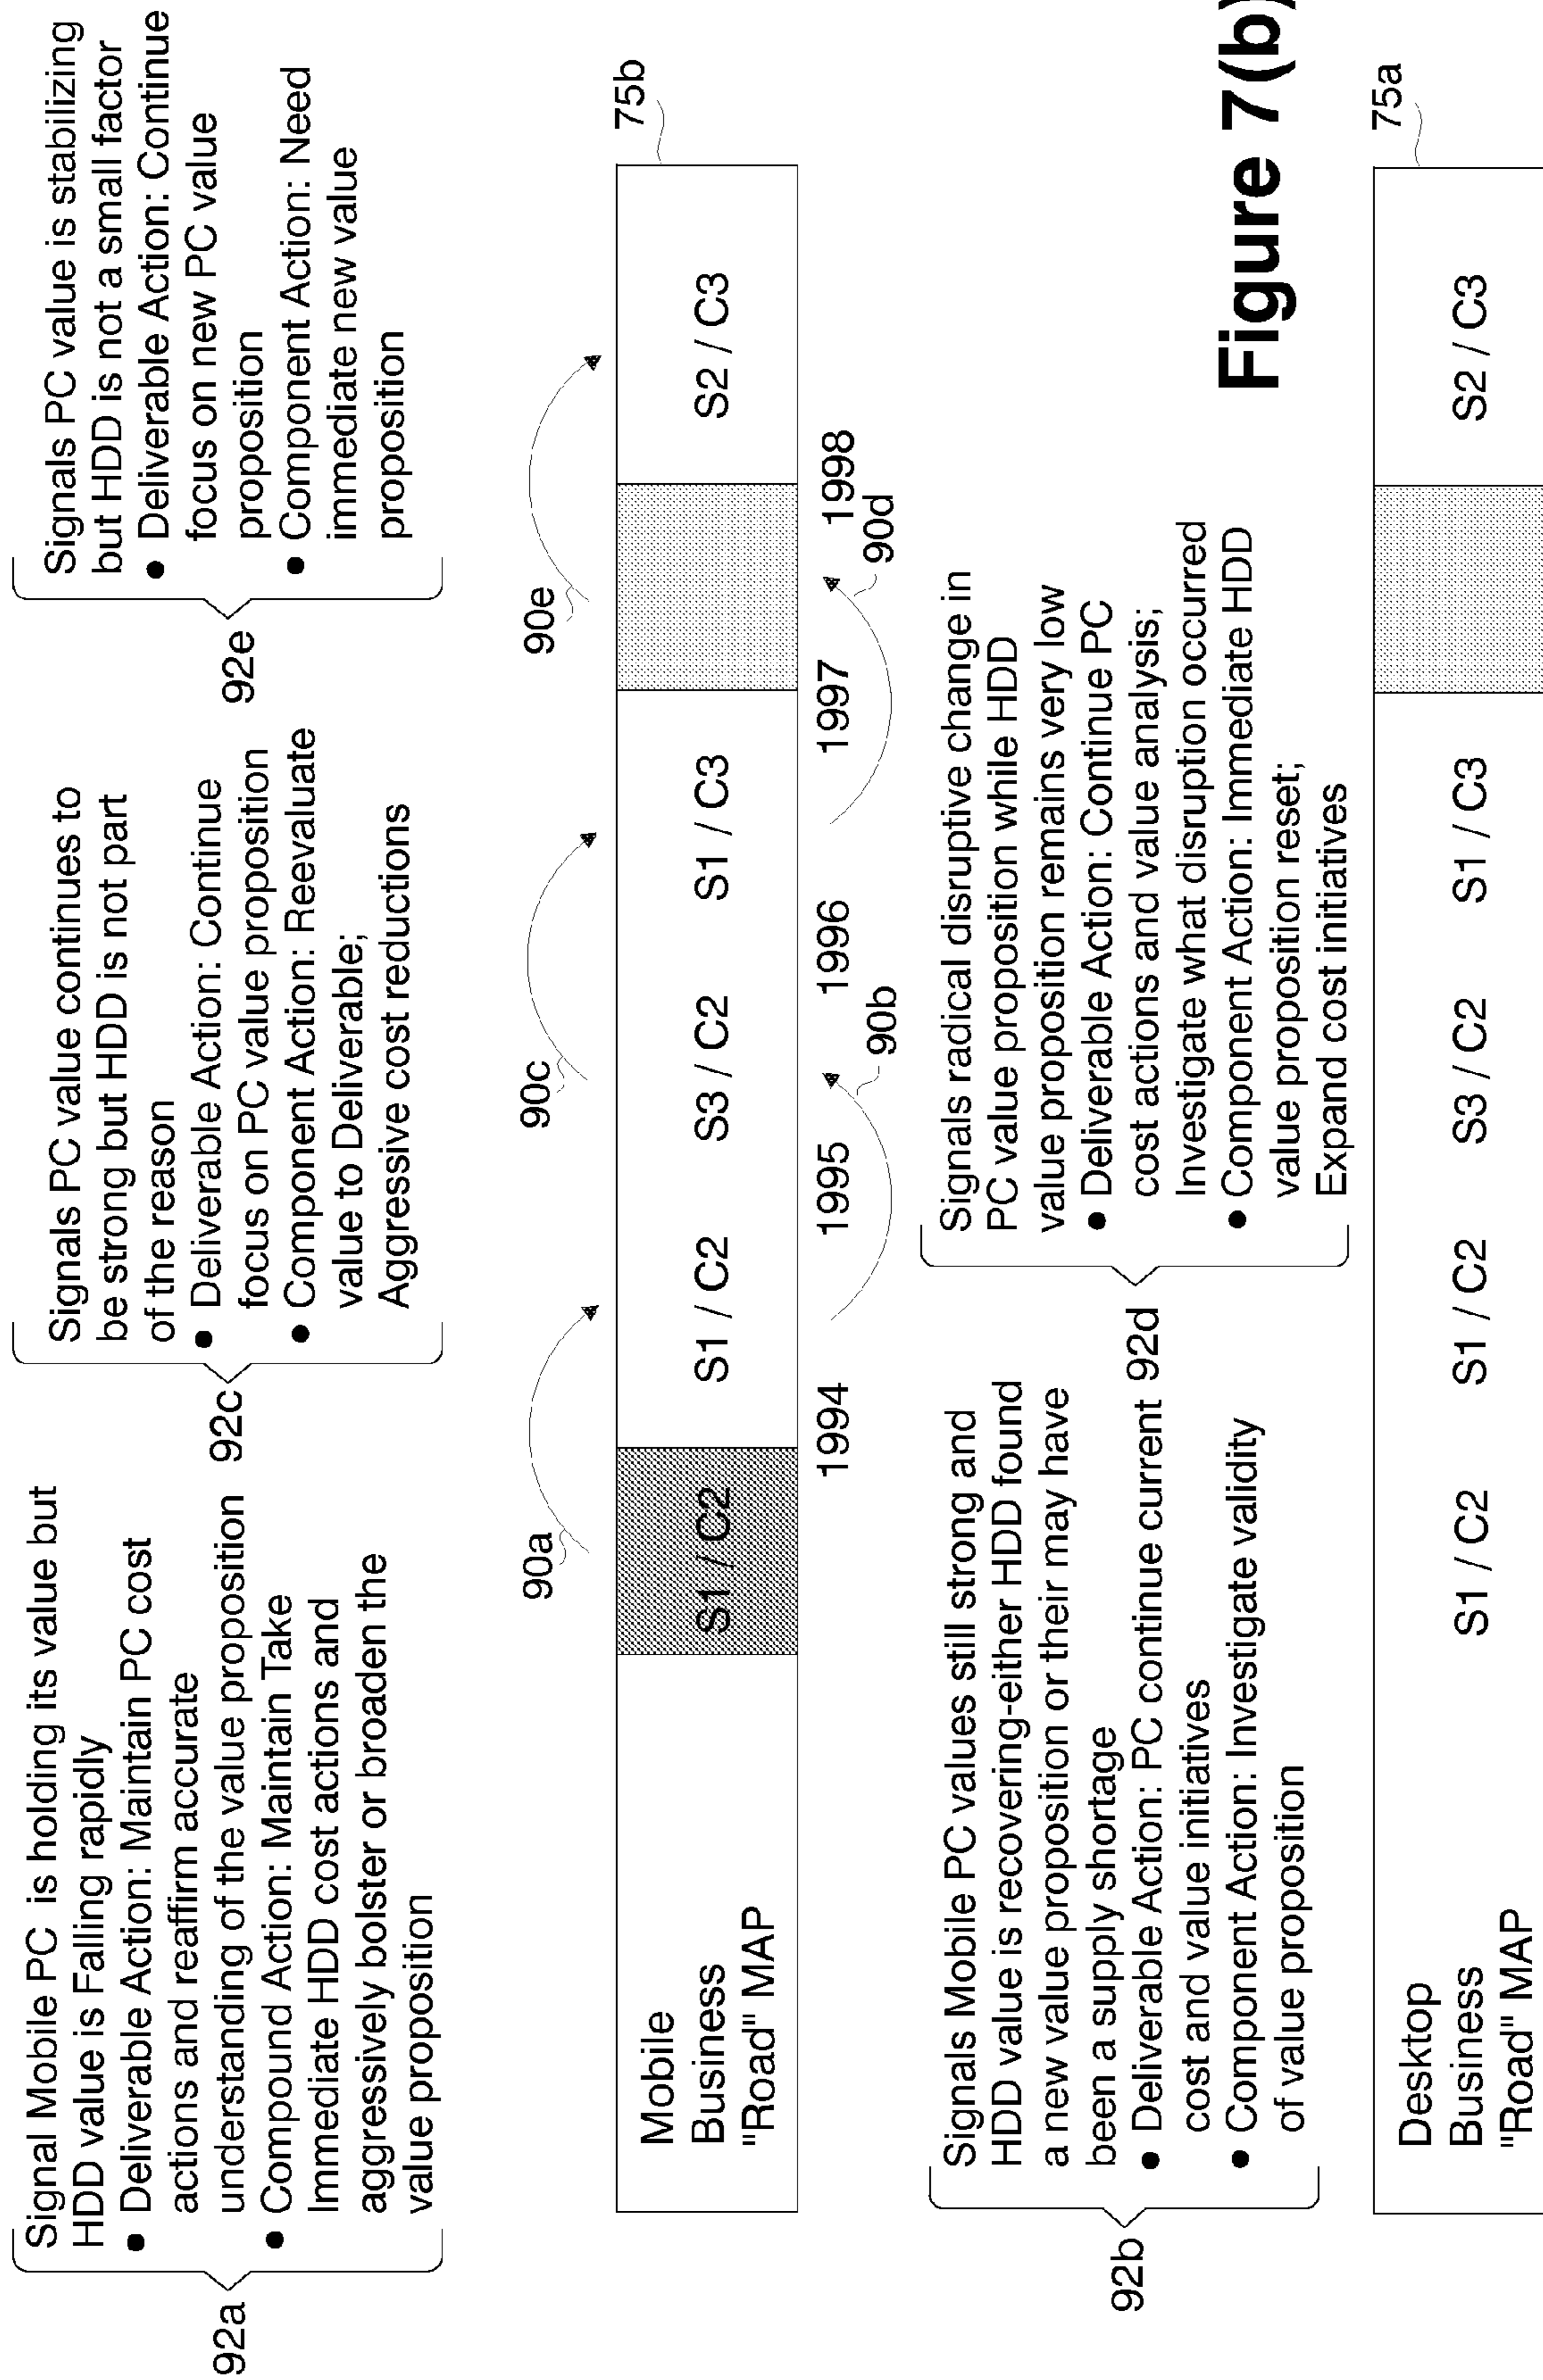 92a
Signal Mobile PC is holding its value but
HDD value is Falling rapidly
• Deliverable Action: Maintain PC cost
actions and reaffirm accurate
understanding of the value proposition
• Compound Action: Maintain Take
Immediate HDD cost actions and
aggressively bolster or broaden the
value proposition
92c
Signals PC value continues to
be strong but HDD is not part
of the reason
• Deliverable Action: Continue
focus on PC value proposition
• Component Action: Reevaluate
value to Deliverable;
Aggressive cost reductions
92e
Signals PC value is stabilizing
but HDD is not a small factor
• Deliverable Action: Continue
focus on new PC value
proposition
• Component Action: Need
immediate new value
proposition
90a
90c
90e
75b
Mobile
Business
"Road" MAP
S1 / C2
S1 / C2
S3 / C2
S1 / C3
S2 / C3
1994
1995
1996
1997
1998
90b
90d
92b
Signals Mobile PC values still strong and
HDD value is recovering-either HDD found
a new value proposition or their may have
been a supply shortage
• Deliverable Action: PC continue current
cost and value initiatives
• Component Action: Investigate validity
of value proposition
92d
Signals radical disruptive change in
PC value proposition while HDD
value proposition remains very low
• Deliverable Action: Continue PC
cost actions and value analysis;
Investigate what disruption occurred
• Component Action: Immediate HDD
value proposition reset;
Expand cost initiatives
Figure 7(b)
75a
Desktop
Business
"Road" MAP
S1 / C2
S1 / C2
S3 / C2
S1 / C3
S2 / C3